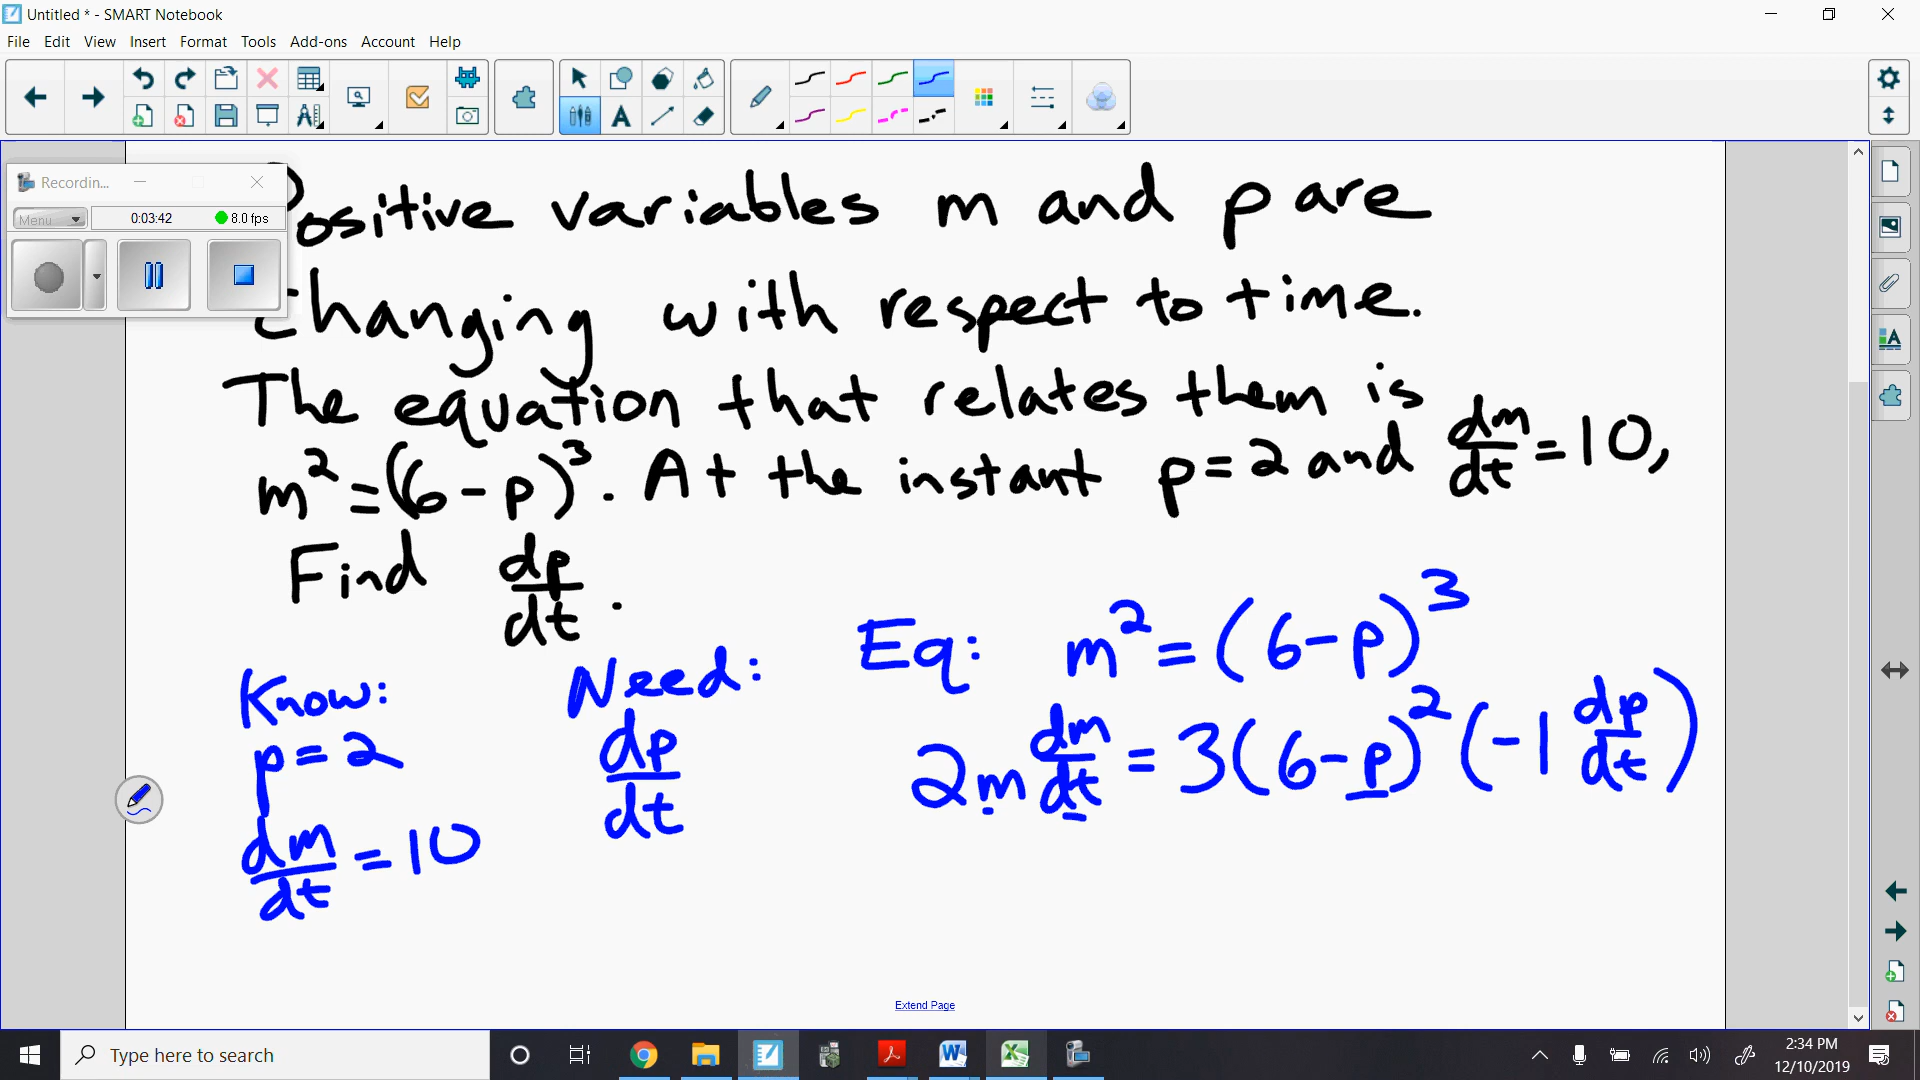 Untitled * - SMART Notebook
File Edit View Insert Format Tools Add-ons Account Help
Recordin...
Menu 0:03:42 8.0 fps
Positive variables m and p are
changing with respect to time.
The equation that relates them is
m² = (6 - p)³. At the instant p = 2 and dm/dt = 10,
Find dp/dt.
Eq: m² = (6 - p)³
Know: Need:
p = 2 dp/dt 2m dm/dt = 3(6 - p)² (-1 dp/dt)
dm/dt = 10
Extend Page
Type here to search
2:34 PM
12/10/2019